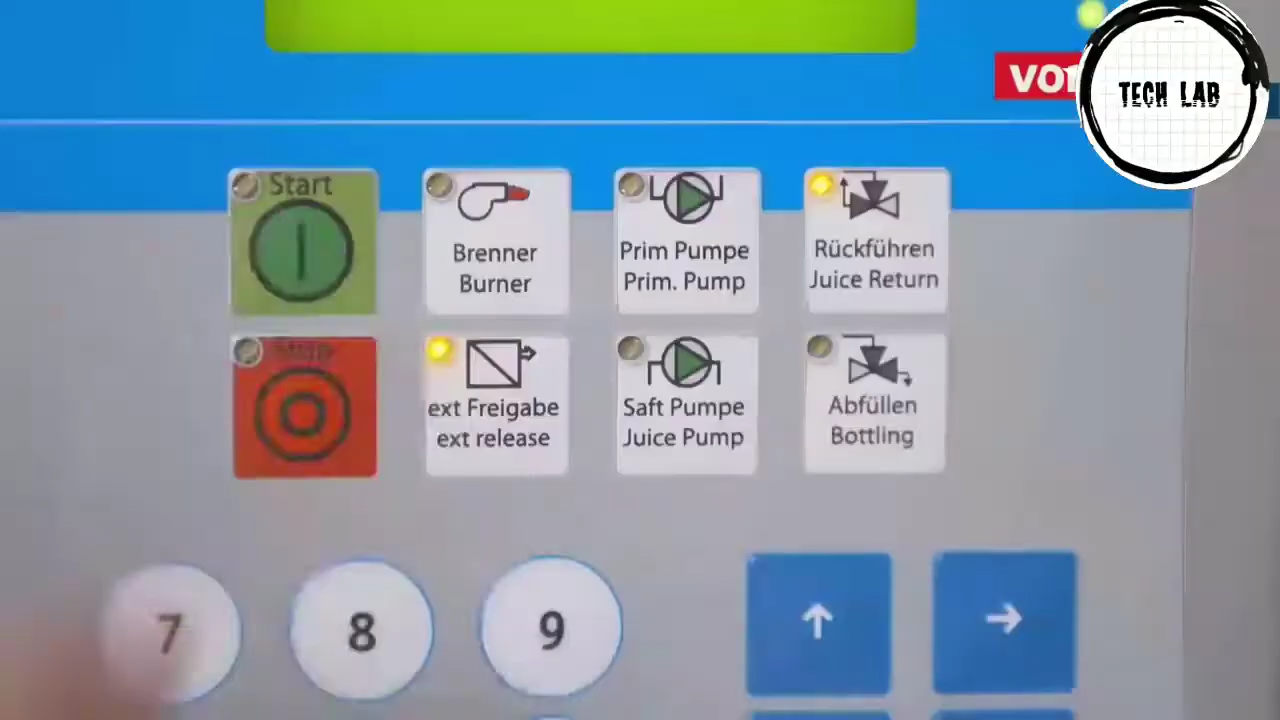 TECH LAB
Start
Brenner
Burner
Prim Pumpe
Prim. Pump
Rückführen
Juice Return
Stop
ext Freigabe
ext release
Saft Pumpe
Juice Pump
Abfüllen
Bottling
7
8
9